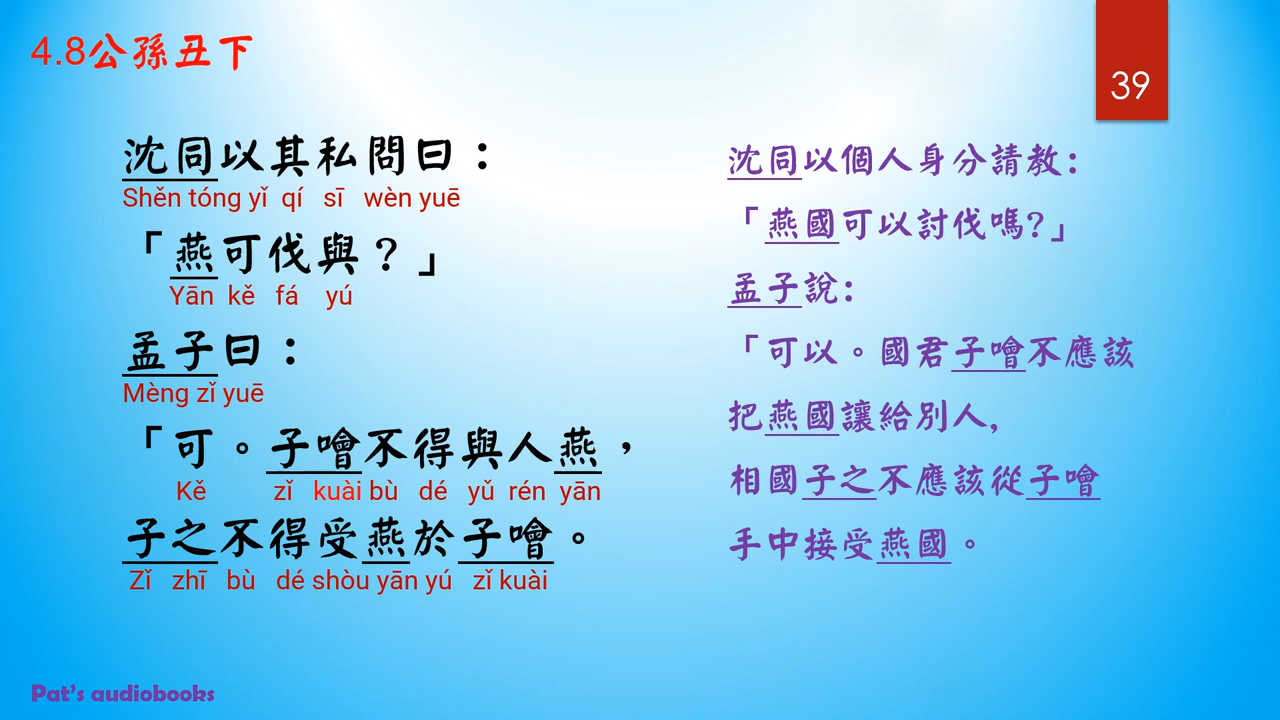 4.8公孫丑下
39
沈同以其私問曰：
Shěn tóng yǐ qí sī wèn yuē
「燕可伐與？」
Yān kě fá yú
孟子曰：
Mèng zǐ yuē
「可。子噲不得與人燕，
Kě zǐ kuài bù dé yǔ rén yān
子之不得受燕於子噲。
Zǐ zhī bù dé shòu yān yú zǐ kuài
沈同以個人身分請教:
「燕國可以討伐嗎?」
孟子說:
「可以。國君子噲不應該
把燕國讓給別人,
相國子之不應該從子噲
手中接受燕國。
Pat's audiobooks